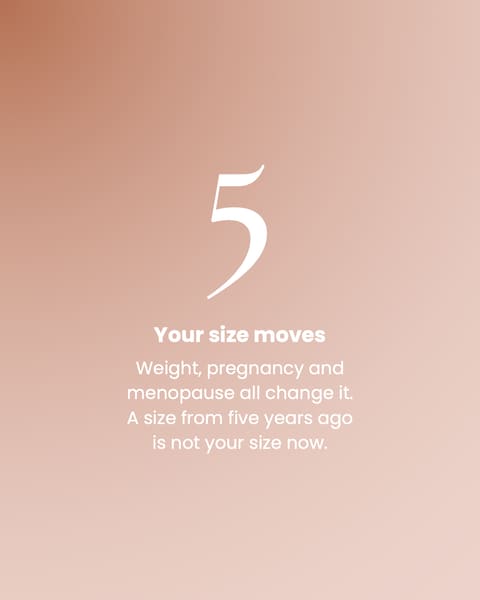 5
Your size moves
Weight, pregnancy and
menopause all change it.
A size from five years ago
is not your size now.